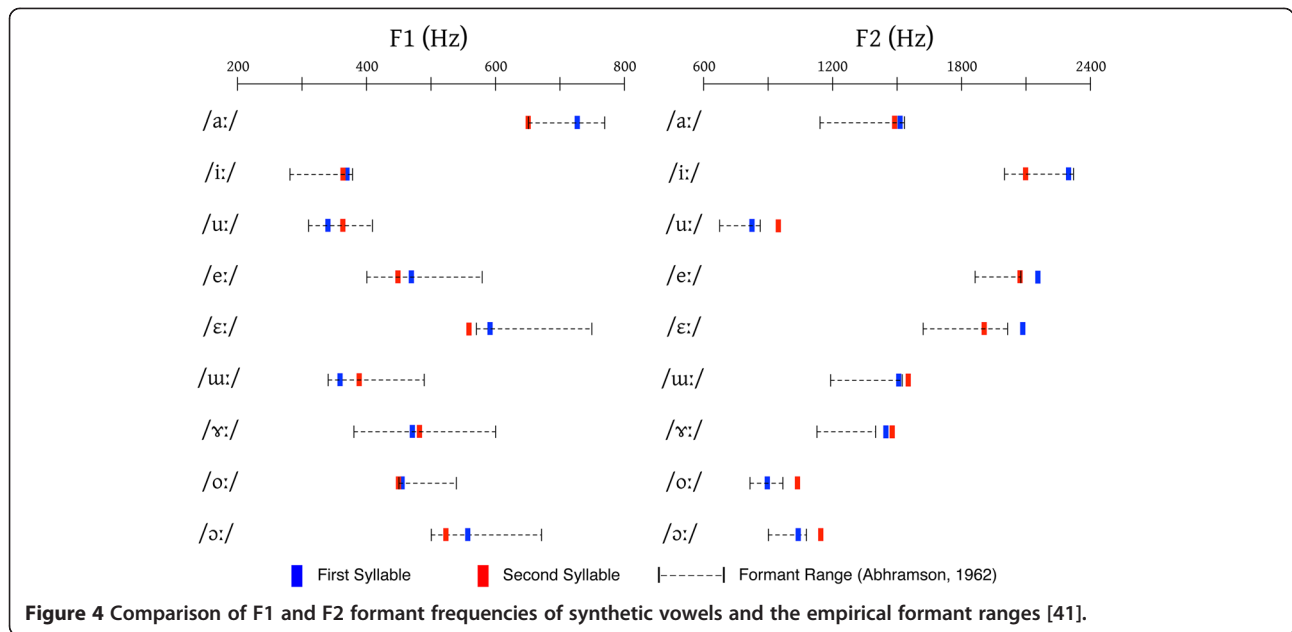 F1 (Hz) F2 (Hz)
200 400 600 800 600 1200 1800 2400
/aː/ /aː/
/iː/ /iː/
/uː/ /uː/
/eː/ /eː/
/ɛː/ /ɛː/
/ɯː/ /ɯː/
/ɤː/ /ɤː/
/oː/ /oː/
/ɔː/ /ɔː/
First Syllable Second Syllable Formant Range (Abhramson, 1962)
Figure 4 Comparison of F1 and F2 formant frequencies of synthetic vowels and the empirical formant ranges [41].